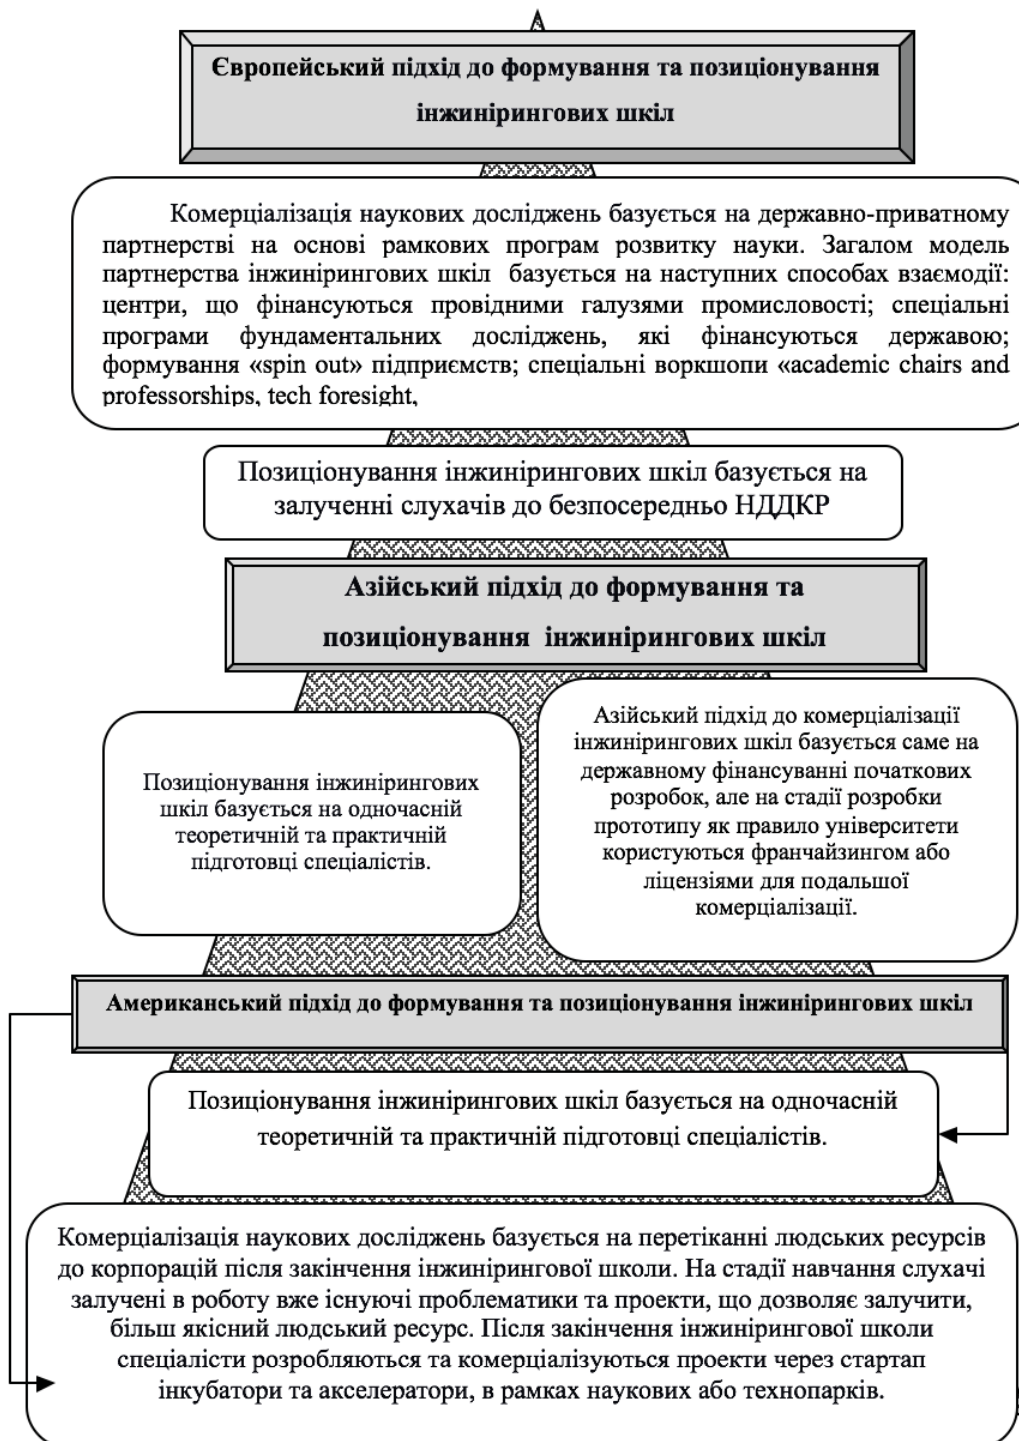 Європейський підхід до формування та позиціонування
інжинірингових шкіл
Комерціалізація наукових досліджень базується на державно-приватному
партнерстві на основі рамкових програм розвитку науки. Загалом модель
партнерства інжинірингових шкіл базується на наступних способах взаємодії:
центри, що фінансуються провідними галузями промисловості; спеціальні
програми фундаментальних досліджень, які фінансуються державою;
формування «spin out» підприємств; спеціальні воркшопи «academic chairs and
professorships, tech foresight,
Позиціонування інжинірингових шкіл базується на
залученні слухачів до безпосередньо НДДКР
Азійський підхід до формування та
позиціонування інжинірингових шкіл
Позиціонування інжинірингових
шкіл базується на одночасній
теоретичній та практичній
підготовці спеціалістів.
Азійський підхід до комерціалізації
інжинірингових шкіл базується саме на
державному фінансуванні початкових
розробок, але на стадії розробки
прототипу як правило університети
користуються франчайзингом або
ліцензіями для подальшої
комерціалізації.
Американський підхід до формування та позиціонування інжинірингових шкіл
Позиціонування інжинірингових шкіл базується на одночасній
теоретичній та практичній підготовці спеціалістів.
Комерціалізація наукових досліджень базується на перетіканні людських ресурсів
до корпорацій після закінчення інжинірингової школи. На стадії навчання слухачі
залучені в роботу вже існуючі проблематики та проекти, що дозволяє залучити,
більш якісний людський ресурс. Після закінчення інжинірингової школи
спеціалісти розробляються та комерціалізуються проекти через стартап
інкубатори та акселератори, в рамках наукових або технопарків.